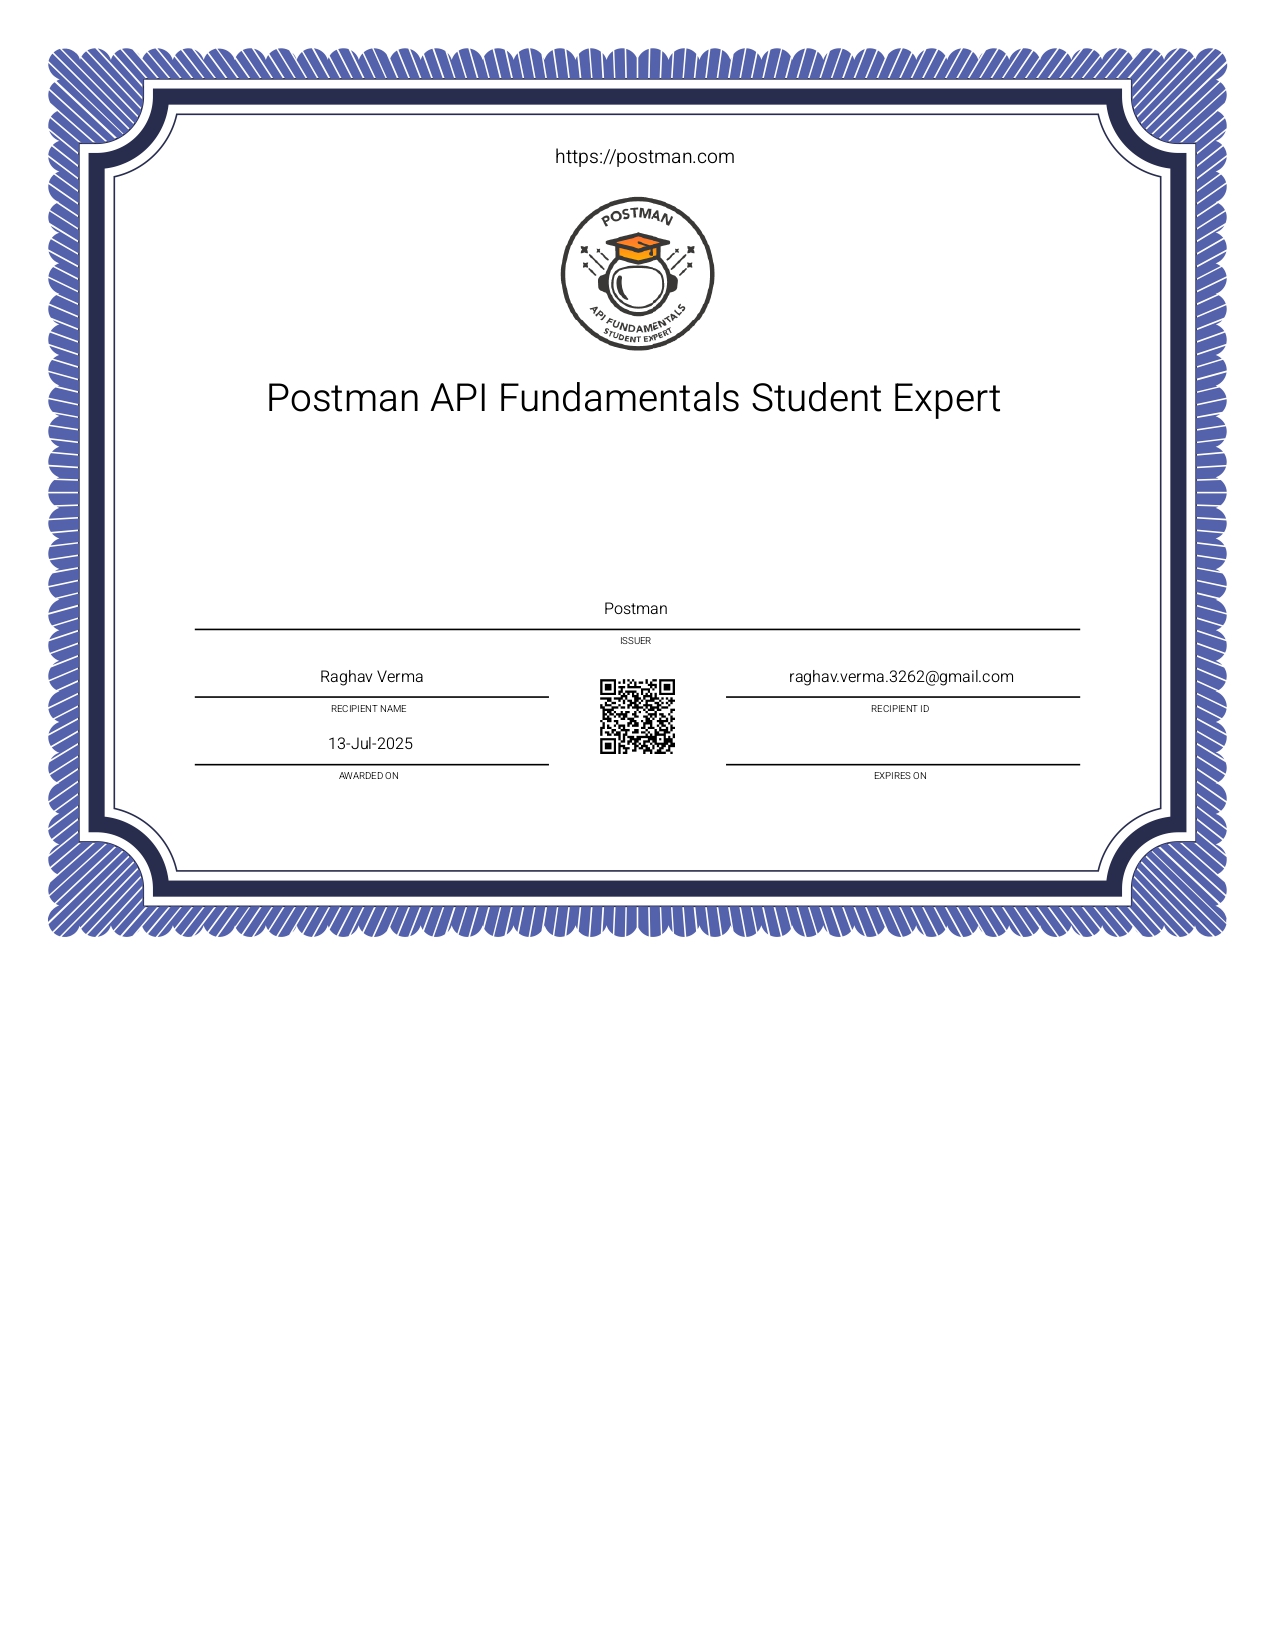 https://postman.com
POSTMAN
API FUNDAMENTALS
STUDENT EXPERT
Postman API Fundamentals Student Expert
Postman
ISSUER
Raghav Verma
raghav.verma.3262@gmail.com
RECIPIENT NAME
RECIPIENT ID
13-Jul-2025
AWARDED ON
EXPIRES ON